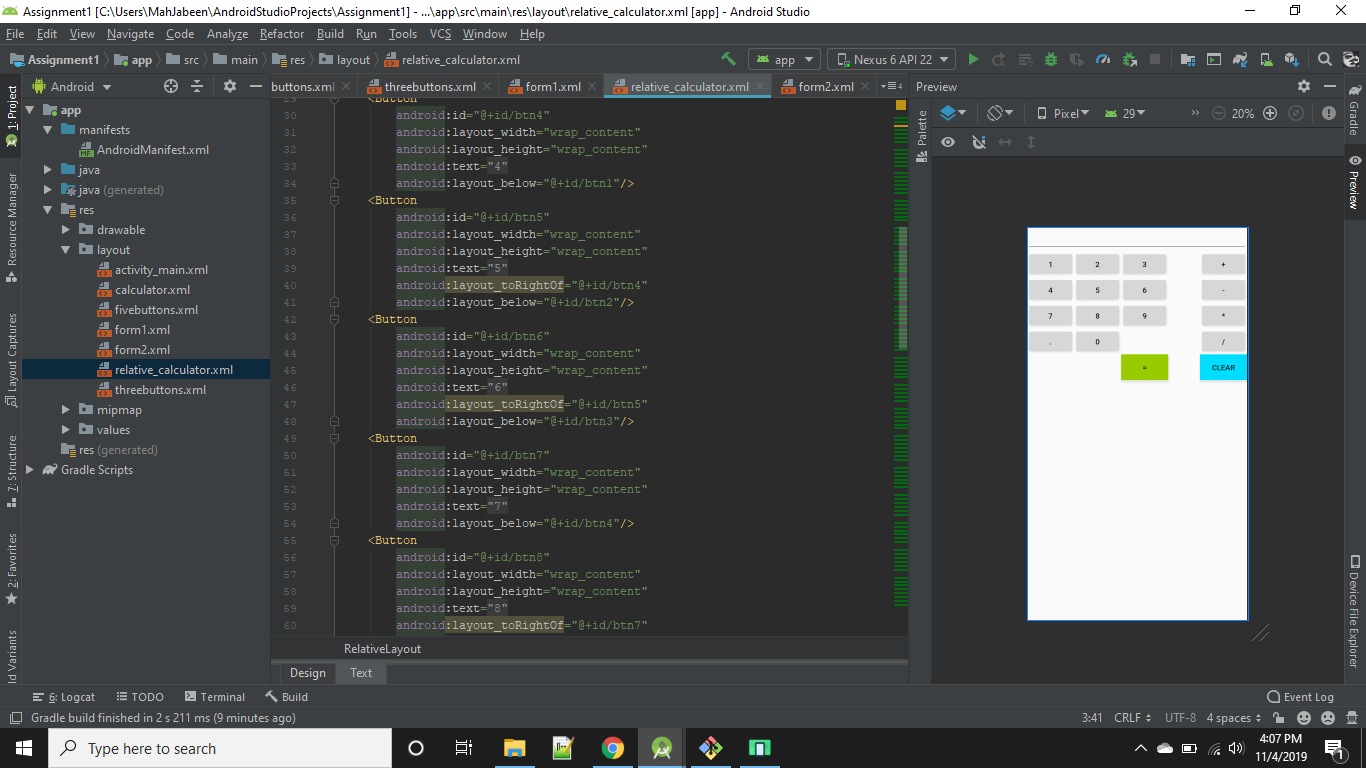 Assignment1 [C:\Users\MahJabeen\AndroidStudioProjects\Assignment1] - ...\app\src\main\res\layout\relative_calculator.xml [app] - Android Studio
File Edit View Navigate Code Analyze Refactor Build Run Tools VCS Window Help
Assignment1 app src main res layout relative_calculator.xml
app Nexus 6 API 22
Android
buttons.xml threebuttons.xml form1.xml relative_calculator.xml form2.xml 4
Preview
1: Project
Resource Manager
Layout Captures
7: Structure
2: Favorites
ld Variants
app
manifests
AndroidManifest.xml
java
java (generated)
res
drawable
layout
activity_main.xml
calculator.xml
fivebuttons.xml
form1.xml
form2.xml
relative_calculator.xml
threebuttons.xml
mipmap
values
res (generated)
Gradle Scripts
29 <Button
30 android:id="@+id/btn4"
31 android:layout_width="wrap_content"
32 android:layout_height="wrap_content"
33 android:text="4"
34 android:layout_below="@+id/btn1"/>
35 <Button
36 android:id="@+id/btn5"
37 android:layout_width="wrap_content"
38 android:layout_height="wrap_content"
39 android:text="5"
40 android:layout_toRightOf="@+id/btn4"
41 android:layout_below="@+id/btn2"/>
42 <Button
43 android:id="@+id/btn6"
44 android:layout_width="wrap_content"
45 android:layout_height="wrap_content"
46 android:text="6"
47 android:layout_toRightOf="@+id/btn5"
48 android:layout_below="@+id/btn3"/>
49 <Button
50 android:id="@+id/btn7"
51 android:layout_width="wrap_content"
52 android:layout_height="wrap_content"
53 android:text="7"
54 android:layout_below="@+id/btn4"/>
55 <Button
56 android:id="@+id/btn8"
57 android:layout_width="wrap_content"
58 android:layout_height="wrap_content"
59 android:text="8"
60 android:layout_toRightOf="@+id/btn7"
RelativeLayout
Design Text
Palette
Pixel 29 » 20%
1 2 3 +
4 5 6 -
7 8 9 *
. 0 /
= CLEAR
Gradle
Preview
Device File Explorer
6: Logcat TODO Terminal Build Event Log
Gradle build finished in 2 s 211 ms (9 minutes ago) 3:41 CRLF UTF-8 4 spaces
Type here to search
4:07 PM
11/4/2019
1